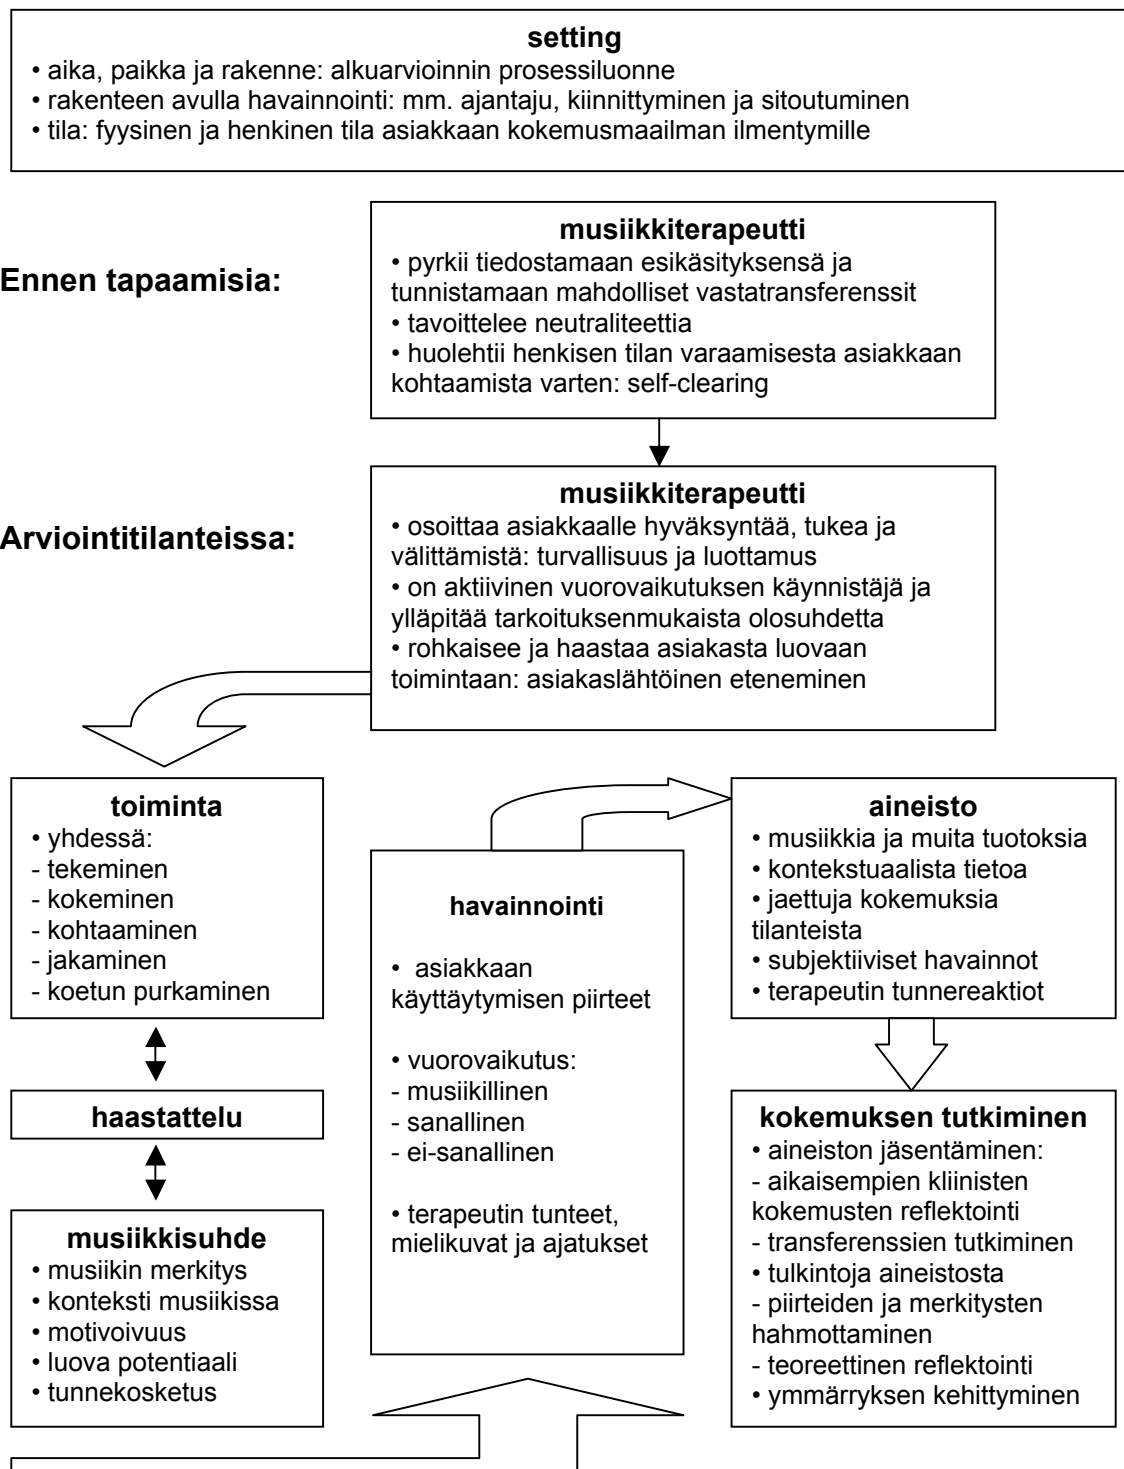 setting
• aika, paikka ja rakenne: alkuarvioinnin prosessiluonne
• rakenteen avulla havainnointi: mm. ajantaju, kiinnittyminen ja sitoutuminen
• tila: fyysinen ja henkinen tila asiakkaan kokemusmaailman ilmentymille
Ennen tapaamisia:
musiikkiterapeutti
• pyrkii tiedostamaan esikäsityksensä ja
tunnistamaan mahdolliset vastatransferenssit
• tavoittelee neutraliteettia
• huolehtii henkisen tilan varaamisesta asiakkaan
kohtaamista varten: self-clearing
Arviointitilanteissa:
musiikkiterapeutti
• osoittaa asiakkaalle hyväksyntää, tukea ja
välittämistä: turvallisuus ja luottamus
• on aktiivinen vuorovaikutuksen käynnistäjä ja
ylläpitää tarkoituksenmukaista olosuhdetta
• rohkaisee ja haastaa asiakasta luovaan
toimintaan: asiakaslähtöinen eteneminen
toiminta
• yhdessä:
- tekeminen
- kokeminen
- kohtaaminen
- jakaminen
- koetun purkaminen
haastattelu
musiikkisuhde
• musiikin merkitys
• konteksti musiikissa
• motivoivuus
• luova potentiaali
• tunnekosketus
havainnointi
• asiakkaan
käyttäytymisen piirteet
• vuorovaikutus:
- musiikillinen
- sanallinen
- ei-sanallinen
• terapeutin tunteet,
mielikuvat ja ajatukset
aineisto
• musiikkia ja muita tuotoksia
• kontekstuaalista tietoa
• jaettuja kokemuksia
tilanteista
• subjektiiviset havainnot
• terapeutin tunnereaktiot
kokemuksen tutkiminen
• aineiston jäsentäminen:
- aikaisempien kliinisten
kokemusten reflektointi
- transferenssien tutkiminen
• tulkintoja aineistosta
- piirteiden ja merkitysten
hahmottaminen
- teoreettinen reflektointi
• ymmärryksen kehittyminen